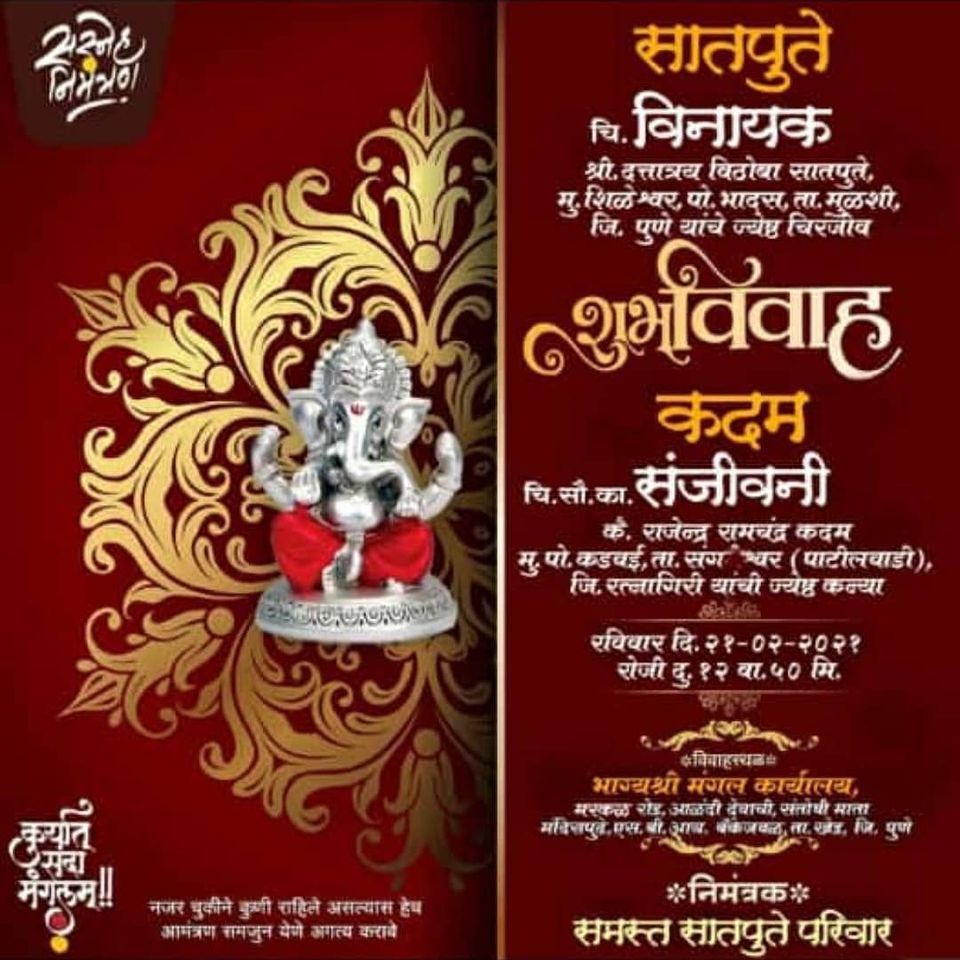 सस्नेह
निमंत्रण
सातपुते
चि. विनायक
श्री. दत्तात्रय विठोबा सातपुते,
मु. शिळेश्वर, पो. भादस, ता. मुळशी,
जि. पुणे यांचे ज्येष्ठ चिरंजीव
शुभविवाह
कदम
चि.सौ.का. संजीवनी
कै. राजेन्द्र रामचंद्र कदम
मु. पो. कडवई, ता. संग ेश्वर (पाटीलवाडी),
जि. रत्नागिरी यांची ज्येष्ठ कन्या
रविवार दि. २१-०२-२०२१
रोजी दु. १२ वा. ५० मि.
विवाहस्थळ
भाग्यश्री मंगल कार्यालय,
मरकळ रोड, आळंदी देवाची, संतोषी माता
मंदिरापुढे, एस. बी. आय. बँकेजवळ, ता. खेड, जि. पुणे
निमंत्रक
समस्त सातपुते परिवार
कुर्यात
सदा
मंगलम्!!
नजर चुकीने कुणी राहिले असल्यास हेच
आमंत्रण समजुन येणे अगत्य करावे